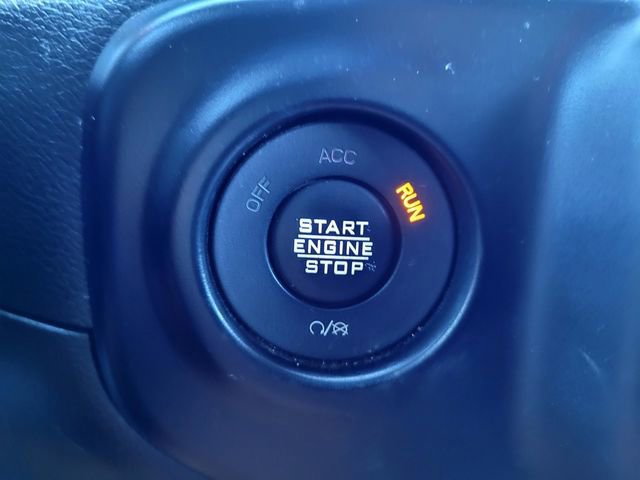 ACC
OFF
RUN
START
ENGINE
STOP